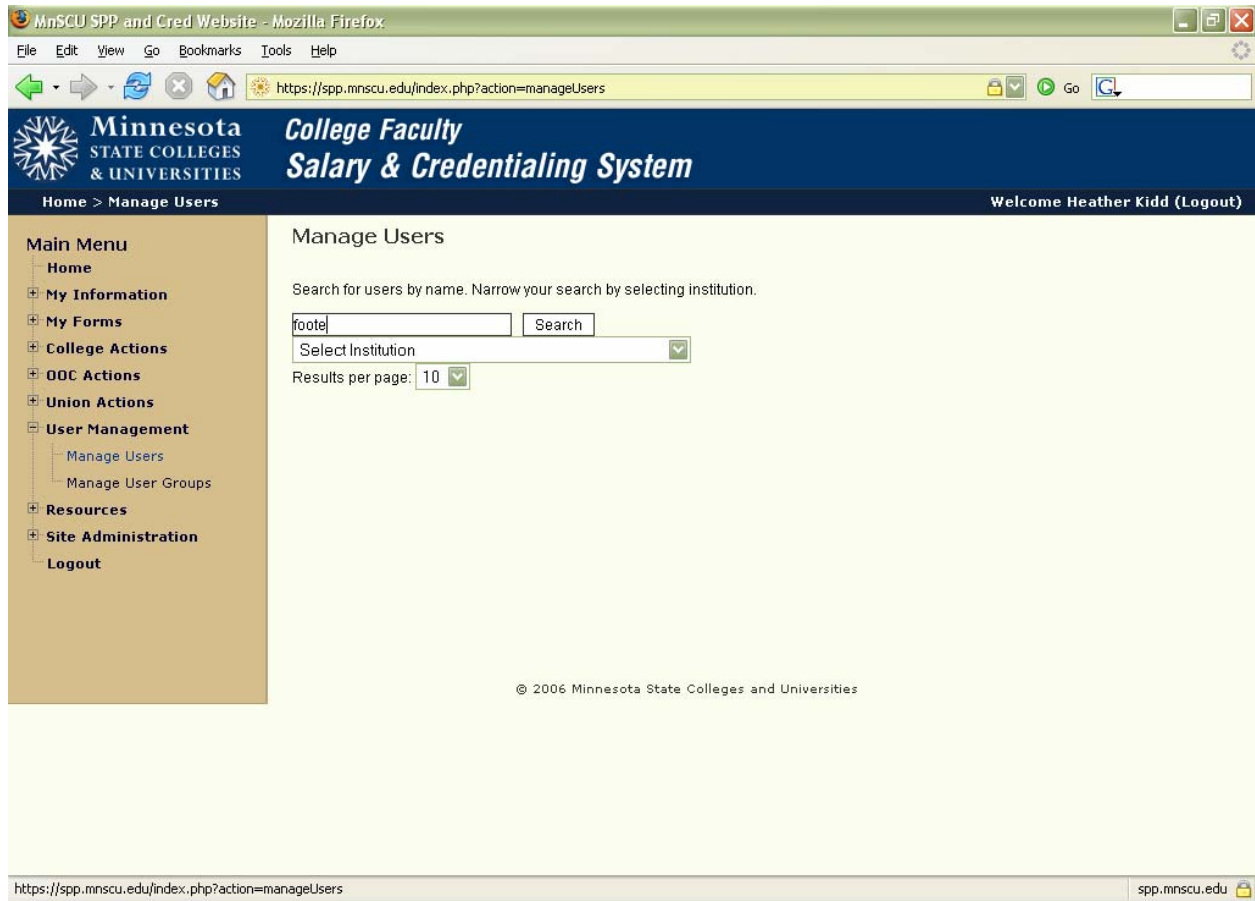 MnSCU SPP and Cred Website - Mozilla Firefox
File Edit View Go Bookmarks Tools Help
https://spp.mnscu.edu/index.php?action=manageUsers Go G
Minnesota
STATE COLLEGES
& UNIVERSITIES
College Faculty
Salary & Credentialing System
Home > Manage Users Welcome Heather Kidd (Logout)
Main Menu
Home
My Information
My Forms
College Actions
OOC Actions
Union Actions
User Management
Manage Users
Manage User Groups
Resources
Site Administration
Logout
Manage Users
Search for users by name. Narrow your search by selecting institution.
foote Search
Select Institution
Results per page: 10
© 2006 Minnesota State Colleges and Universities
https://spp.mnscu.edu/index.php?action=manageUsers spp.mnscu.edu